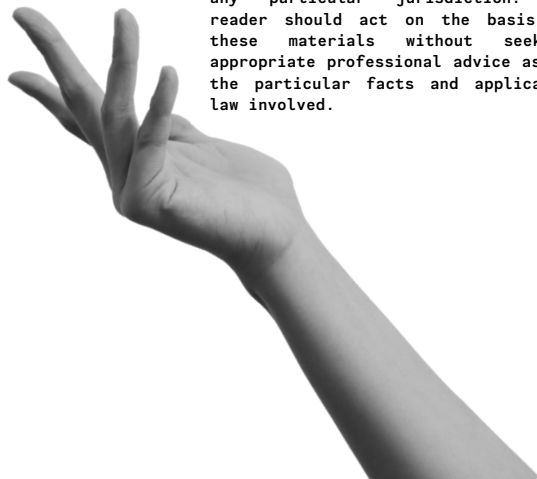 any particular jurisdiction.
reader should act on the basis
these materials without
appropriate professional advice
the particular facts and
law involved.